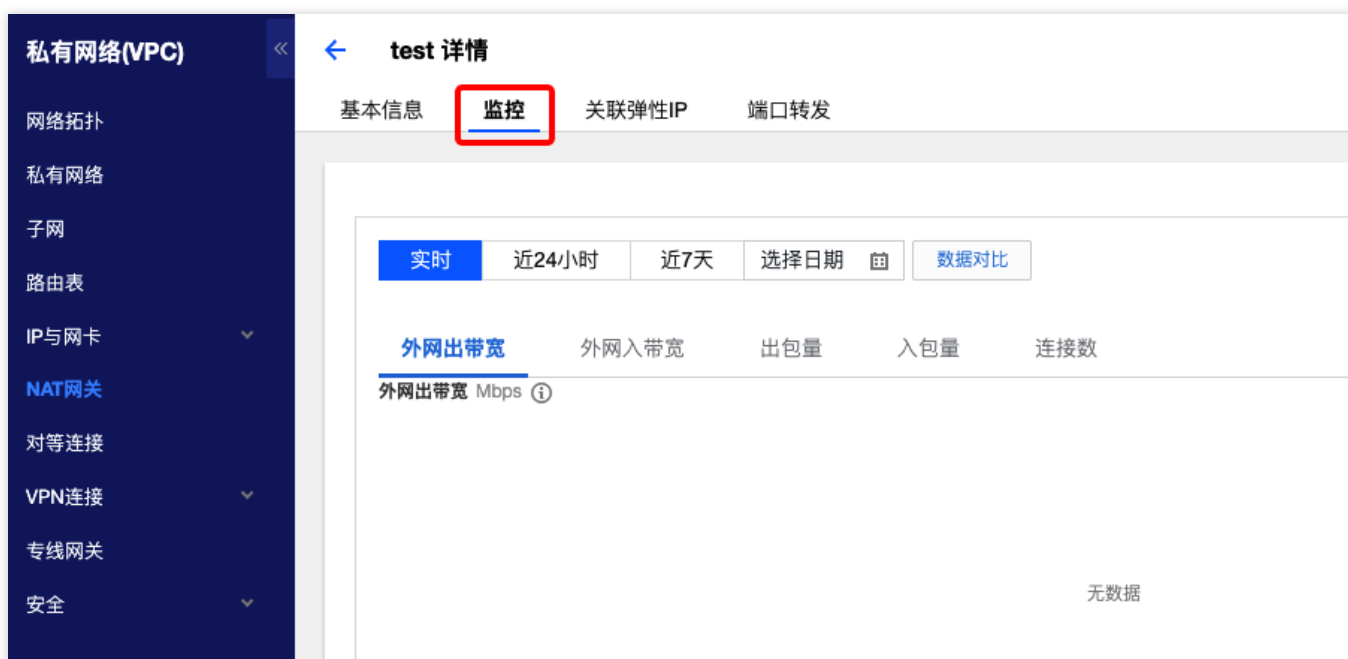 私有网络(VPC)
网络拓扑
私有网络
子网
路由表
IP与网卡
NAT网关
对等连接
VPN连接
专线网关
安全
test 详情
基本信息 监控 关联弹性IP 端口转发
实时 近24小时 近7天 选择日期 数据对比
外网出带宽 外网入带宽 出包量 入包量 连接数
外网出带宽 Mbps
无数据